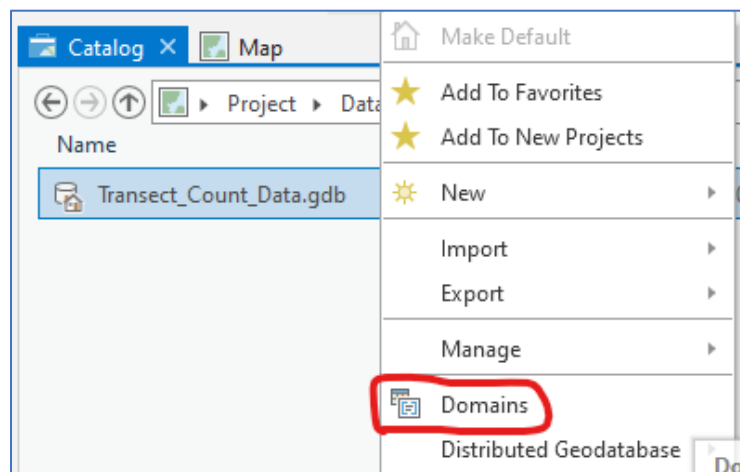 Catalog
Map
Project
Data
Name
Transect_Count_Data.gdb
Make Default
Add To Favorites
Add To New Projects
New
Import
Export
Manage
Domains
Distributed Geodatabase